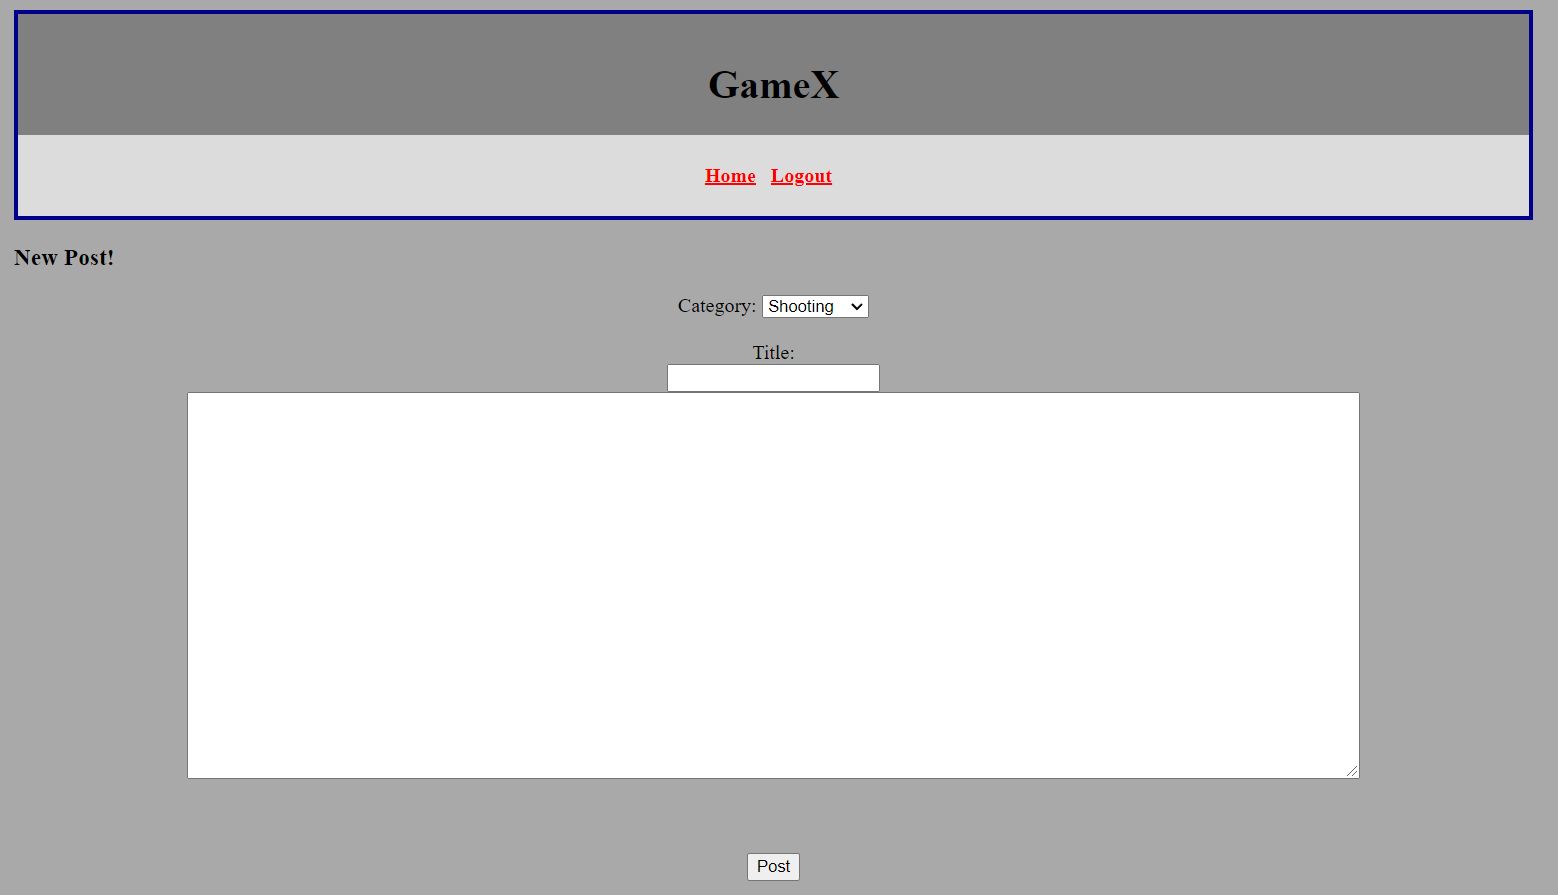 GameX
Home Logout
New Post!
Category: Shooting
Title:
Post